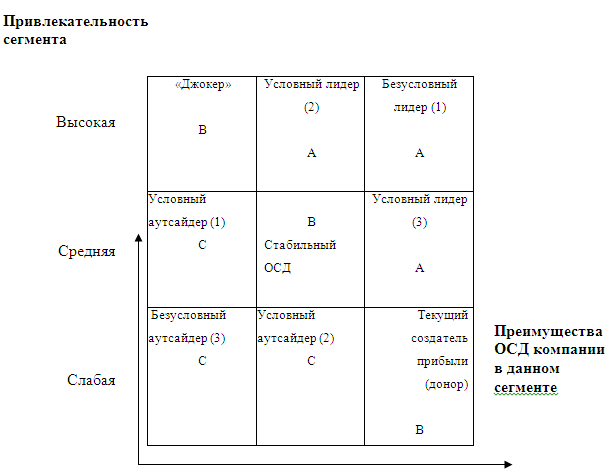 Привлекательность
сегмента
Высокая
«Джокер»
В
Условный лидер
(2)
А
Безусловный
лидер (1)
А
Средняя
Условный
аутсайдер (1)
С
В
Стабильный
ОСД
Условный лидер
(3)
А
Слабая
Безусловный
аутсайдер (3)
С
Условный
аутсайдер (2)
С
Текущий
создатель
прибыли
(донор)
В
Преимущества
ОСД компании
в данном
сегменте